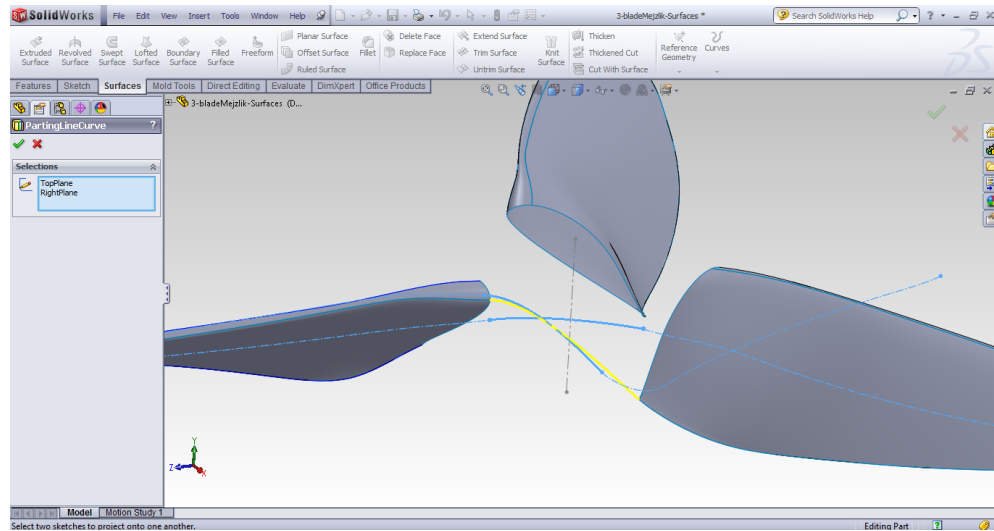 SolidWorks File Edit View Insert Tools Window Help 3-bladeMejzlik-Surfaces * Search SolidWorks Help
Extruded Surface
Revolved Surface
Swept Surface
Lofted Surface
Boundary Surface
Filled Surface
Freeform
Planar Surface
Offset Surface
Ruled Surface
Fillet
Delete Face
Replace Face
Extend Surface
Trim Surface
Untrim Surface
Knit Surface
Thicken
Thickened Cut
Cut With Surface
Reference Geometry
Curves
Features Sketch Surfaces Mold Tools Direct Editing Evaluate DimXpert Office Products
3-bladeMejzlik-Surfaces (D...
PartingLineCurve ?
Selections
TopPlane
RightPlane
Y
Z
X
Model Motion Study 1
Select two sketches to project onto one another. Editing Part